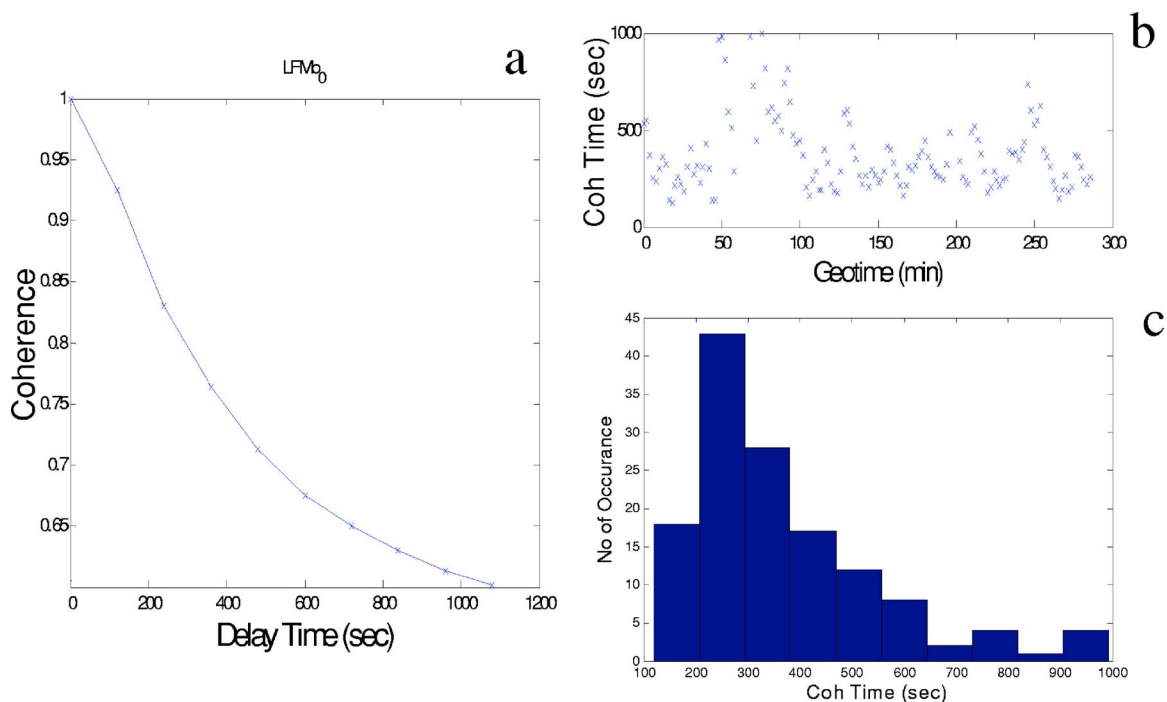 a
LFMb0
1
0.95
0.9
0.85
0.8
0.75
0.7
0.65
0 200 400 600 800 1000 1200
Coherence
Delay Time (sec)
b
1000
500
0
0 50 100 150 200 250 300
Coh Time (sec)
Geotime (min)
c
45
40
35
30
25
20
15
10
5
0
100 200 300 400 500 600 700 800 900 1000
No of Occurance
Coh Time (sec)